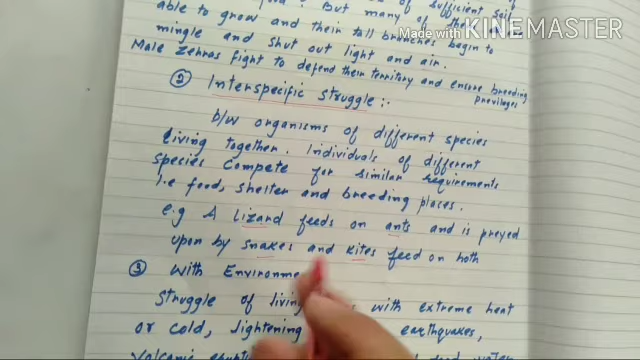 of sufficient
able to grow and their tall branches begin to
mingle and shut out light and air.
Made with KINEMASTER
Male Zebras fight to defend their territory and ensure breeding
previlages
② Interspecific Struggle:-
b/w organisms of different species
living together. Individuals of different
species compete for similar requirements
i.e food, shelter and breeding places.
e.g A lizard feeds on ants and is preyed
upon by snakes and kites feed on both
③ With
Struggle of with extreme heat
or cold, lightening earthquakes,